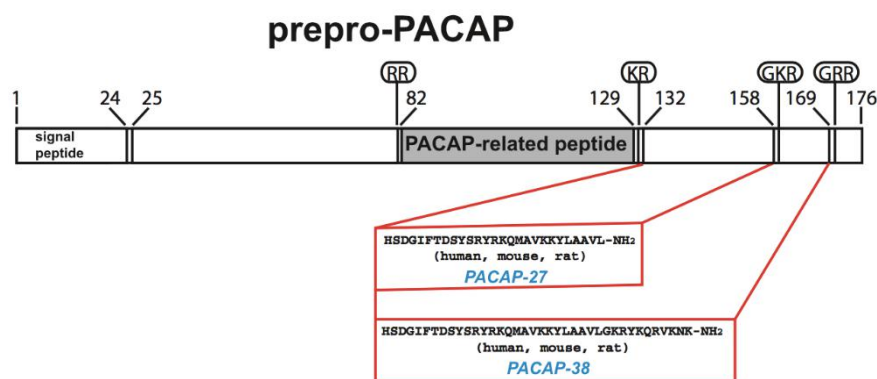 prepro-PACAP
RR KR GKR GRR
1 24 25 82 129 132 158 169 176
signal
peptide
PACAP-related peptide
HSDGIFTDSYSRYRKQMAVKKYLAAVL-NH2
(human, mouse, rat)
PACAP-27
HSDGIFTDSYSRYRKQMAVKKYLAAVLGKRYKQRVKNK-NH2
(human, mouse, rat)
PACAP-38